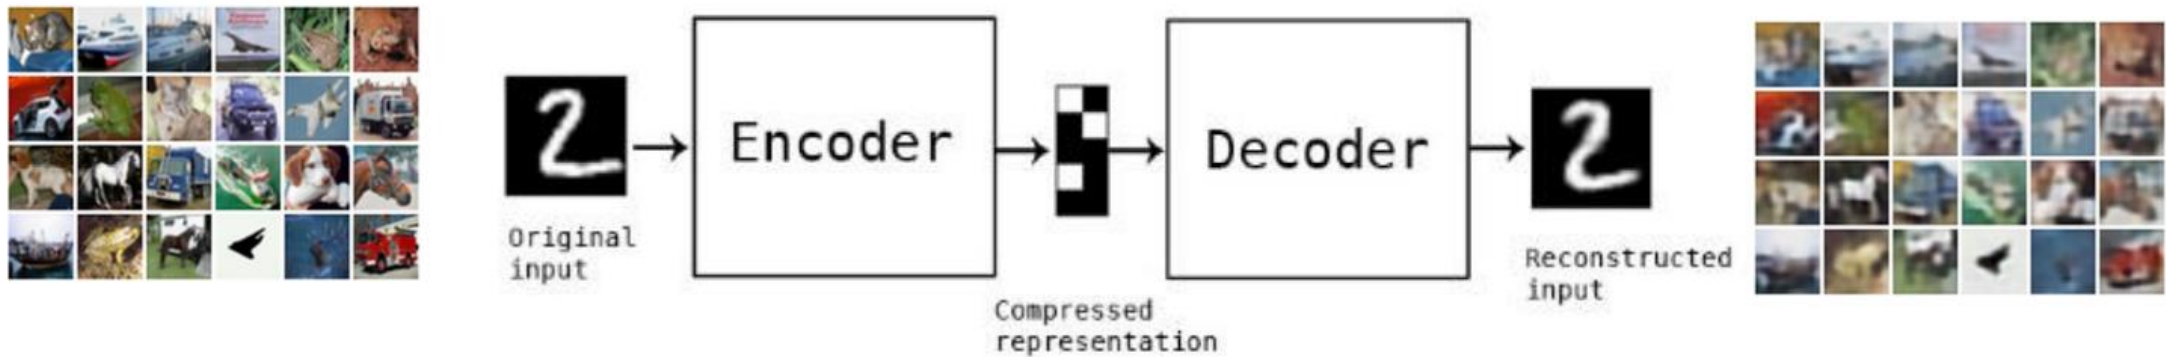 Original
input
Encoder
Compressed
representation
Decoder
Reconstructed
input